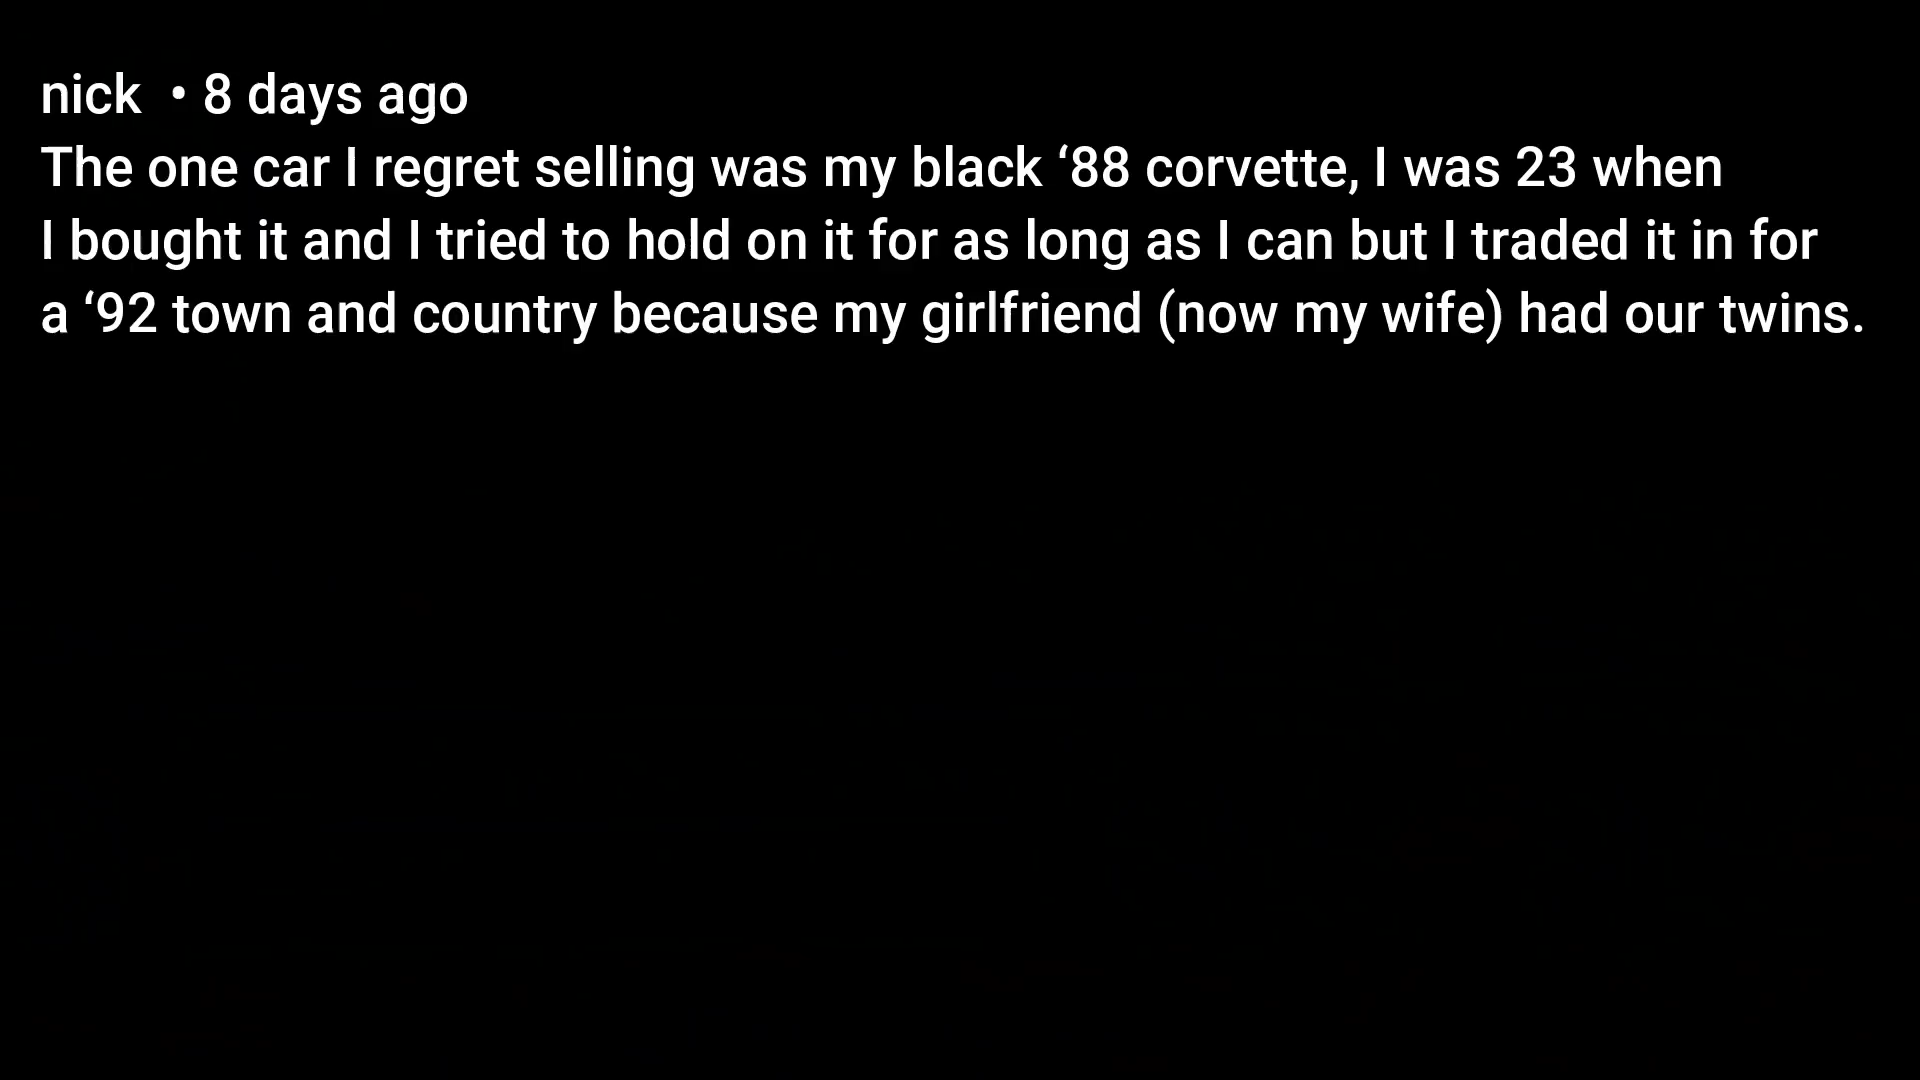 nick • 8 days ago
The one car I regret selling was my black ‘88 corvette, I was 23 when
I bought it and I tried to hold on it for as long as I can but I traded it in for
a ‘92 town and country because my girlfriend (now my wife) had our twins.